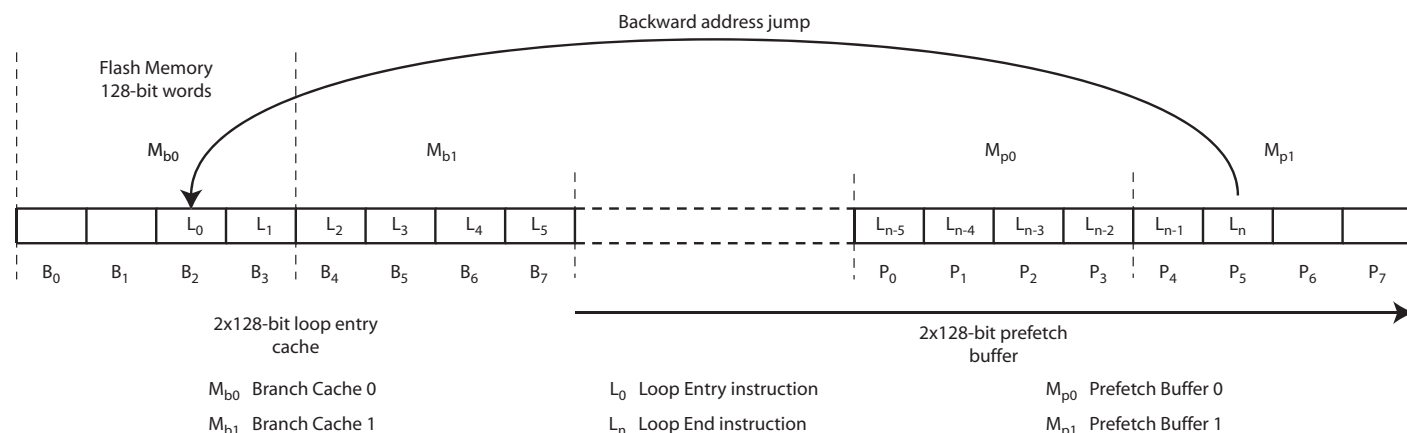 Backward address jump
Flash Memory
128-bit words
Mb0 Mb1 Mp0 Mp1
L0 L1 L2 L3 L4 L5 Ln-5 Ln-4 Ln-3 Ln-2 Ln-1 Ln
B0 B1 B2 B3 B4 B5 B6 B7 P0 P1 P2 P3 P4 P5 P6 P7
2x128-bit loop entry
cache
2x128-bit prefetch
buffer
Mb0 Branch Cache 0 L0 Loop Entry instruction Mp0 Prefetch Buffer 0
Mb1 Branch Cache 1 Ln Loop End instruction Mp1 Prefetch Buffer 1